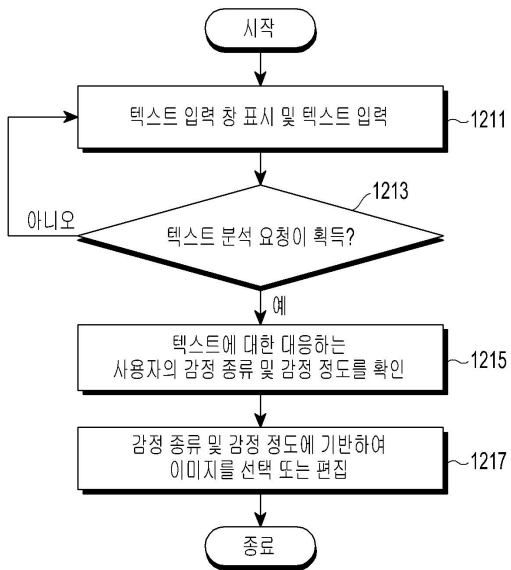 시작
텍스트 입력 창 표시 및 텍스트 입력
1211
1213
아니오
텍스트 분석 요청이 획득?
예
텍스트에 대한 대응하는
사용자의 감정 종류 및 감정 정도를 확인
1215
감정 종류 및 감정 정도에 기반하여
이미지를 선택 또는 편집
1217
종료